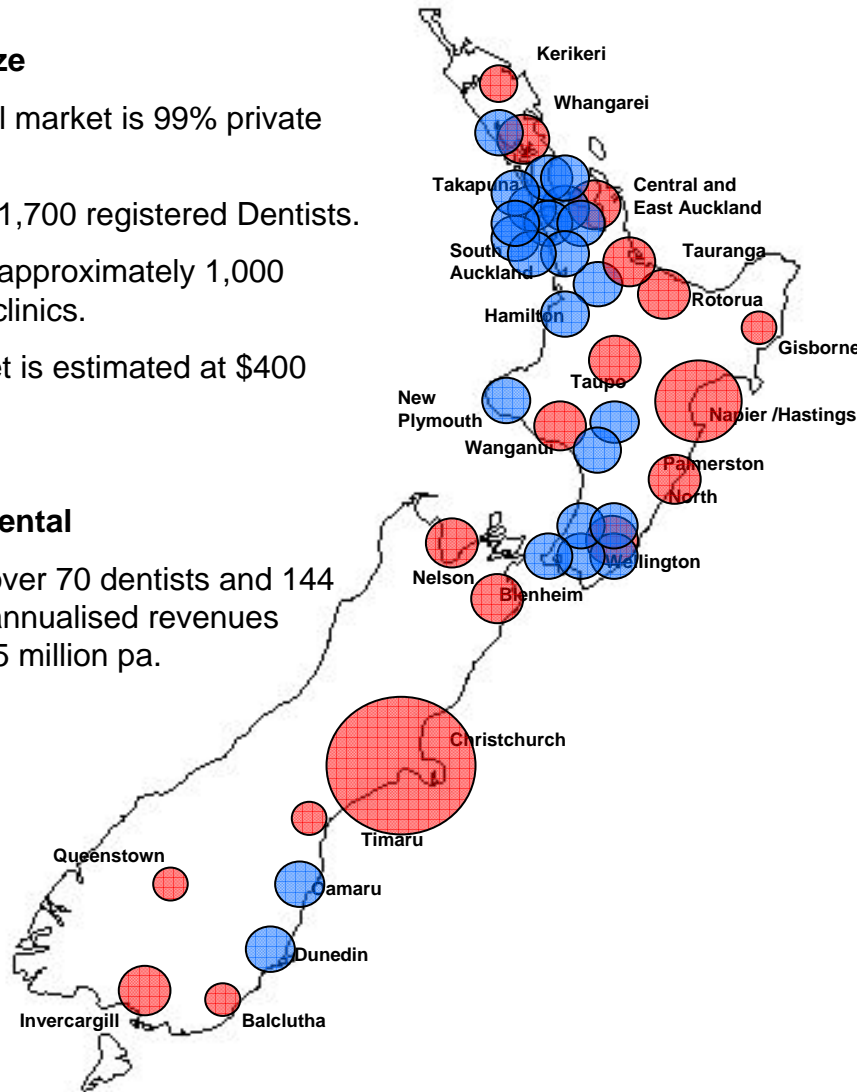 ze
l market is 99% private
1,700 registered Dentists.
approximately 1,000
clinics.
et is estimated at $400
ental
over 70 dentists and 144
annualised revenues
5 million pa.
Kerikeri
Whangarei
Takapuna
Central and
East Auckland
South
Auckland
Tauranga
Hamilton
Rotorua
Gisborne
Taupo
New
Plymouth
Napier /Hastings
Wanganui
Palmerston
North
Nelson
Wellington
Blenheim
Christchurch
Timaru
Queenstown
Oamaru
Dunedin
Invercargill
Balclutha